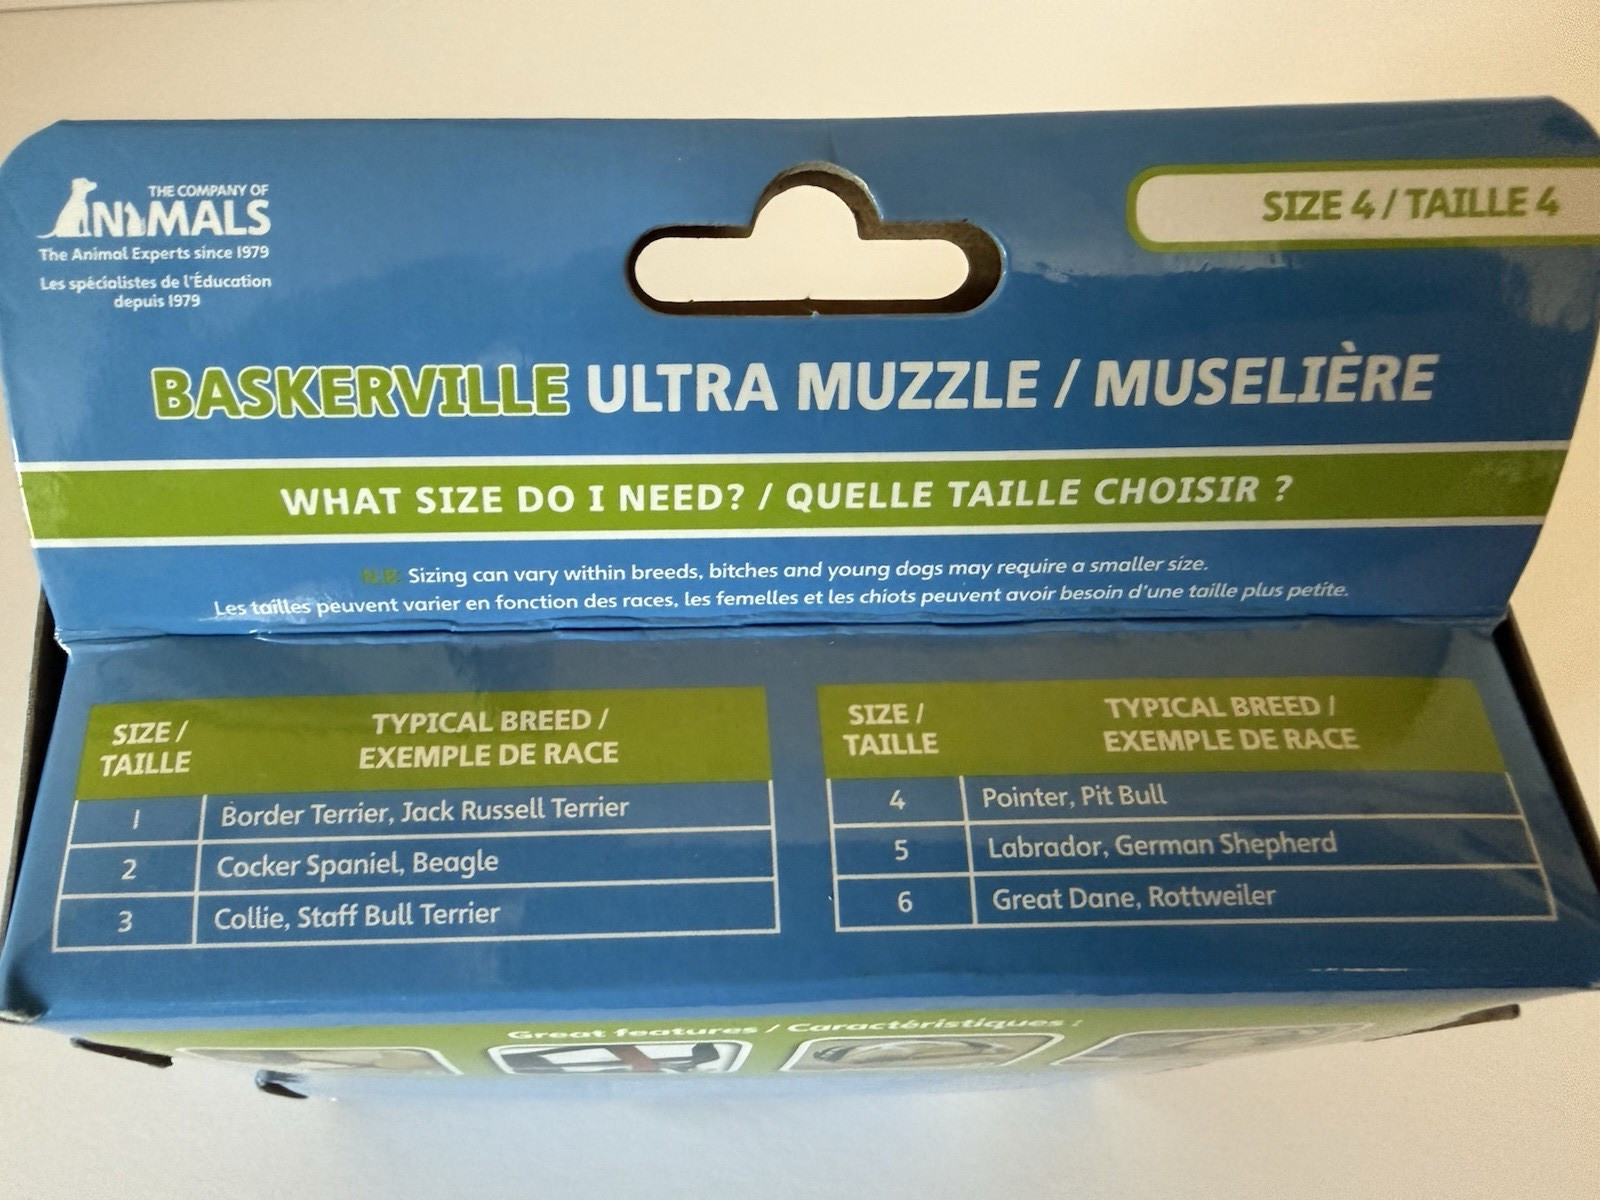 THE COMPANY OF
ANIMALS
The Animal Experts since 1979
Les spécialistes de l'Éducation
depuis 1979
SIZE 4 / TAILLE 4
BASKERVILLE ULTRA MUZZLE / MUSELIÈRE
WHAT SIZE DO I NEED? / QUELLE TAILLE CHOISIR ?
N.B. Sizing can vary within breeds, bitches and young dogs may require a smaller size.
Les tailles peuvent varier en fonction des races, les femelles et les chiots peuvent avoir besoin d'une taille plus petite.
SIZE /
TAILLE
TYPICAL BREED /
EXEMPLE DE RACE
1 Border Terrier, Jack Russell Terrier
2 Cocker Spaniel, Beagle
3 Collie, Staff Bull Terrier
SIZE /
TAILLE
TYPICAL BREED /
EXEMPLE DE RACE
4 Pointer, Pit Bull
5 Labrador, German Shepherd
6 Great Dane, Rottweiler
Great features / Caractéristiques :